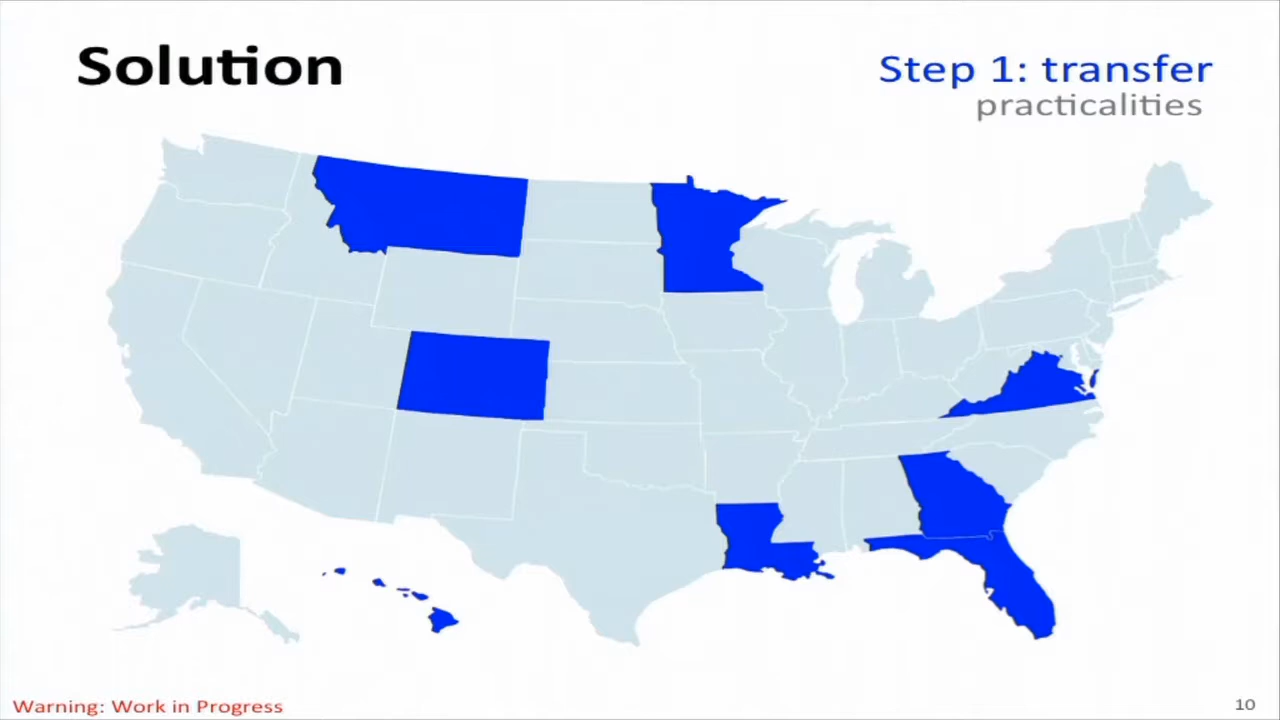 Solution
Step 1: transfer
practicalities
Warning: Work in Progress
10